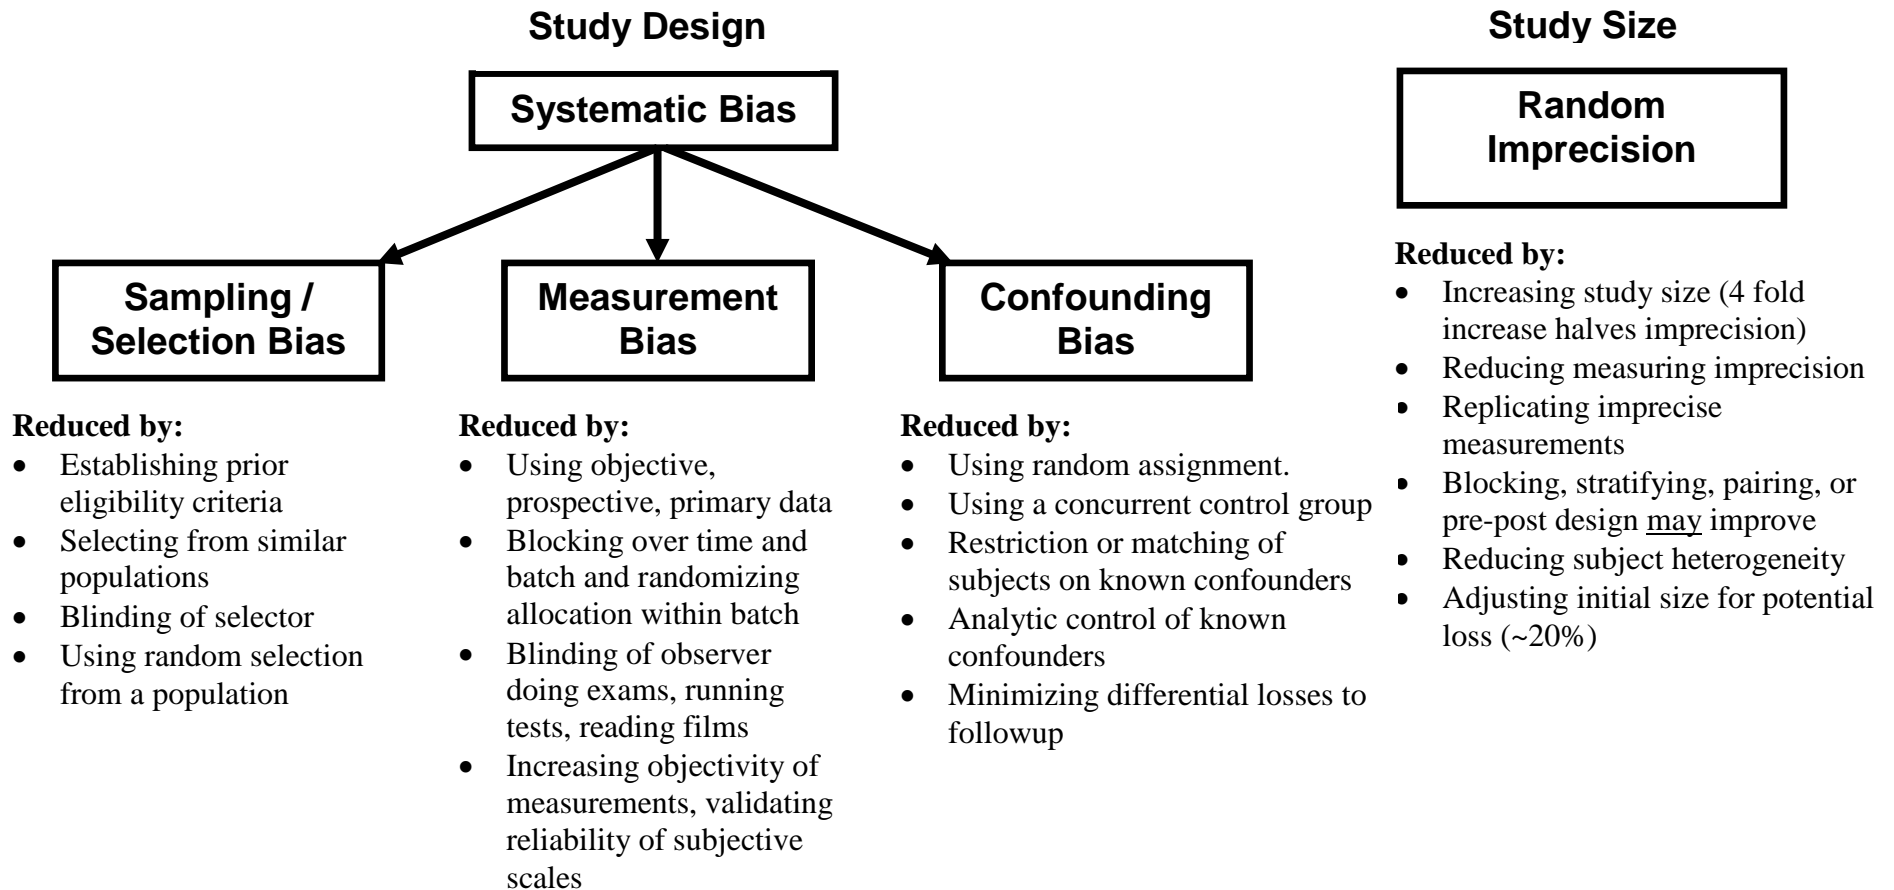 Study Design
Systematic Bias
Sampling /
Selection Bias
Reduced by:
• Establishing prior
eligibility criteria
• Selecting from similar
populations
• Blinding of selector
• Using random selection
from a population
Measurement
Bias
Reduced by:
• Using objective,
prospective, primary data
• Blocking over time and
batch and randomizing
allocation within batch
• Blinding of observer
doing exams, running
tests, reading films
• Increasing objectivity of
measurements, validating
reliability of subjective
scales
Confounding
Bias
Reduced by:
• Using random assignment.
• Using a concurrent control group
• Restriction or matching of
subjects on known confounders
• Analytic control of known
confounders
• Minimizing differential losses to
followup
Study Size
Random
Imprecision
Reduced by:
• Increasing study size (4 fold
increase halves imprecision)
• Reducing measuring imprecision
• Replicating imprecise
measurements
• Blocking, stratifying, pairing, or
pre-post design may improve
• Reducing subject heterogeneity
• Adjusting initial size for potential
loss (~20%)